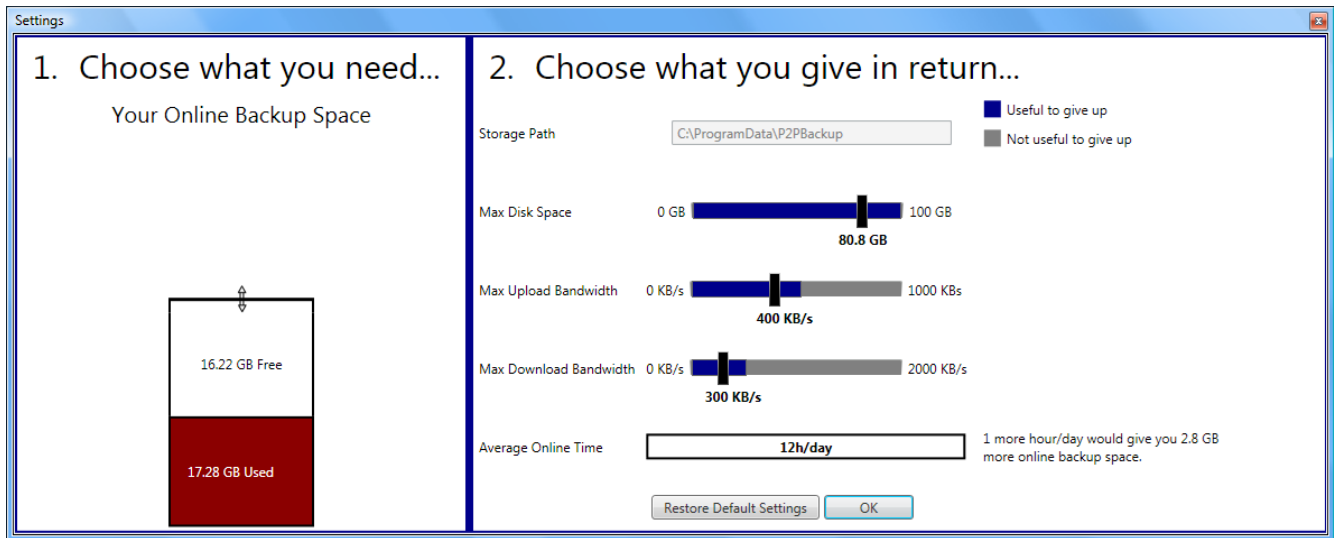 Settings
1. Choose what you need...
Your Online Backup Space
16.22 GB Free
17.28 GB Used
2. Choose what you give in return...
Useful to give up
Not useful to give up
Storage Path C:\ProgramData\P2PBackup
Max Disk Space 0 GB 100 GB
80.8 GB
Max Upload Bandwidth 0 KB/s 1000 KBs
400 KB/s
Max Download Bandwidth 0 KB/s 2000 KB/s
300 KB/s
Average Online Time 12h/day
1 more hour/day would give you 2.8 GB
more online backup space.
Restore Default Settings OK